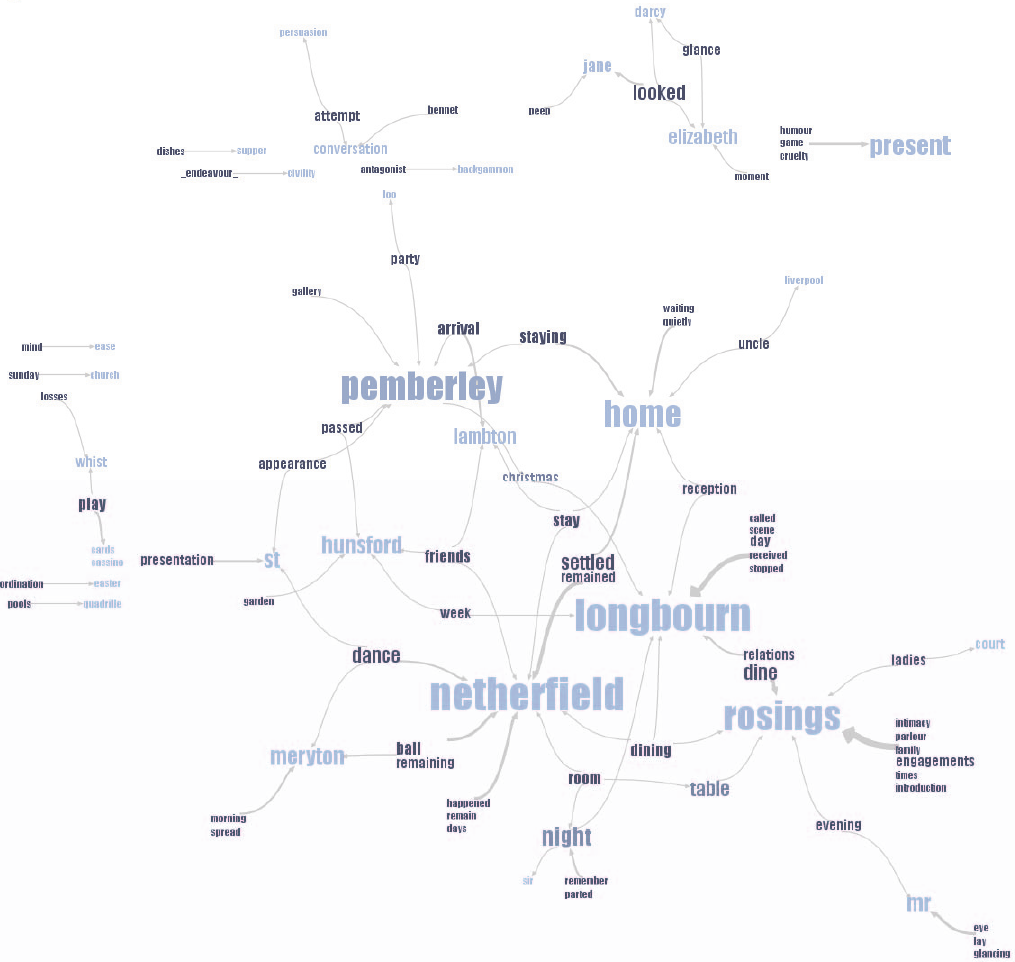 darcy
persuasion
glance
jane
looked
peep
bennet
attempt
elizabeth
humour
game
cruelty
present
conversation
dishes
supper
_endeavour_
civility
antagonist
backgammon
moment
loo
party
liverpool
gallery
waiting
quietly
arrival
staying
uncle
mind
ease
sunday
church
losses
pemberley
home
passed
lambton
whist
appearance
christmas
reception
play
called
scene
day
received
stopped
stay
cards
cassino
presentation
st
hunsford
friends
settled
remained
ordination
easter
pools
quadrille
garden
week
longbourn
dance
relations
dine
ladies
court
netherfield
rosings
intimacy
parlour
family
engagements
times
introduction
meryton
ball
remaining
dining
room
table
happened
remain
days
morning
spread
night
evening
sir
remember
parted
mr
eye
lay
glancing